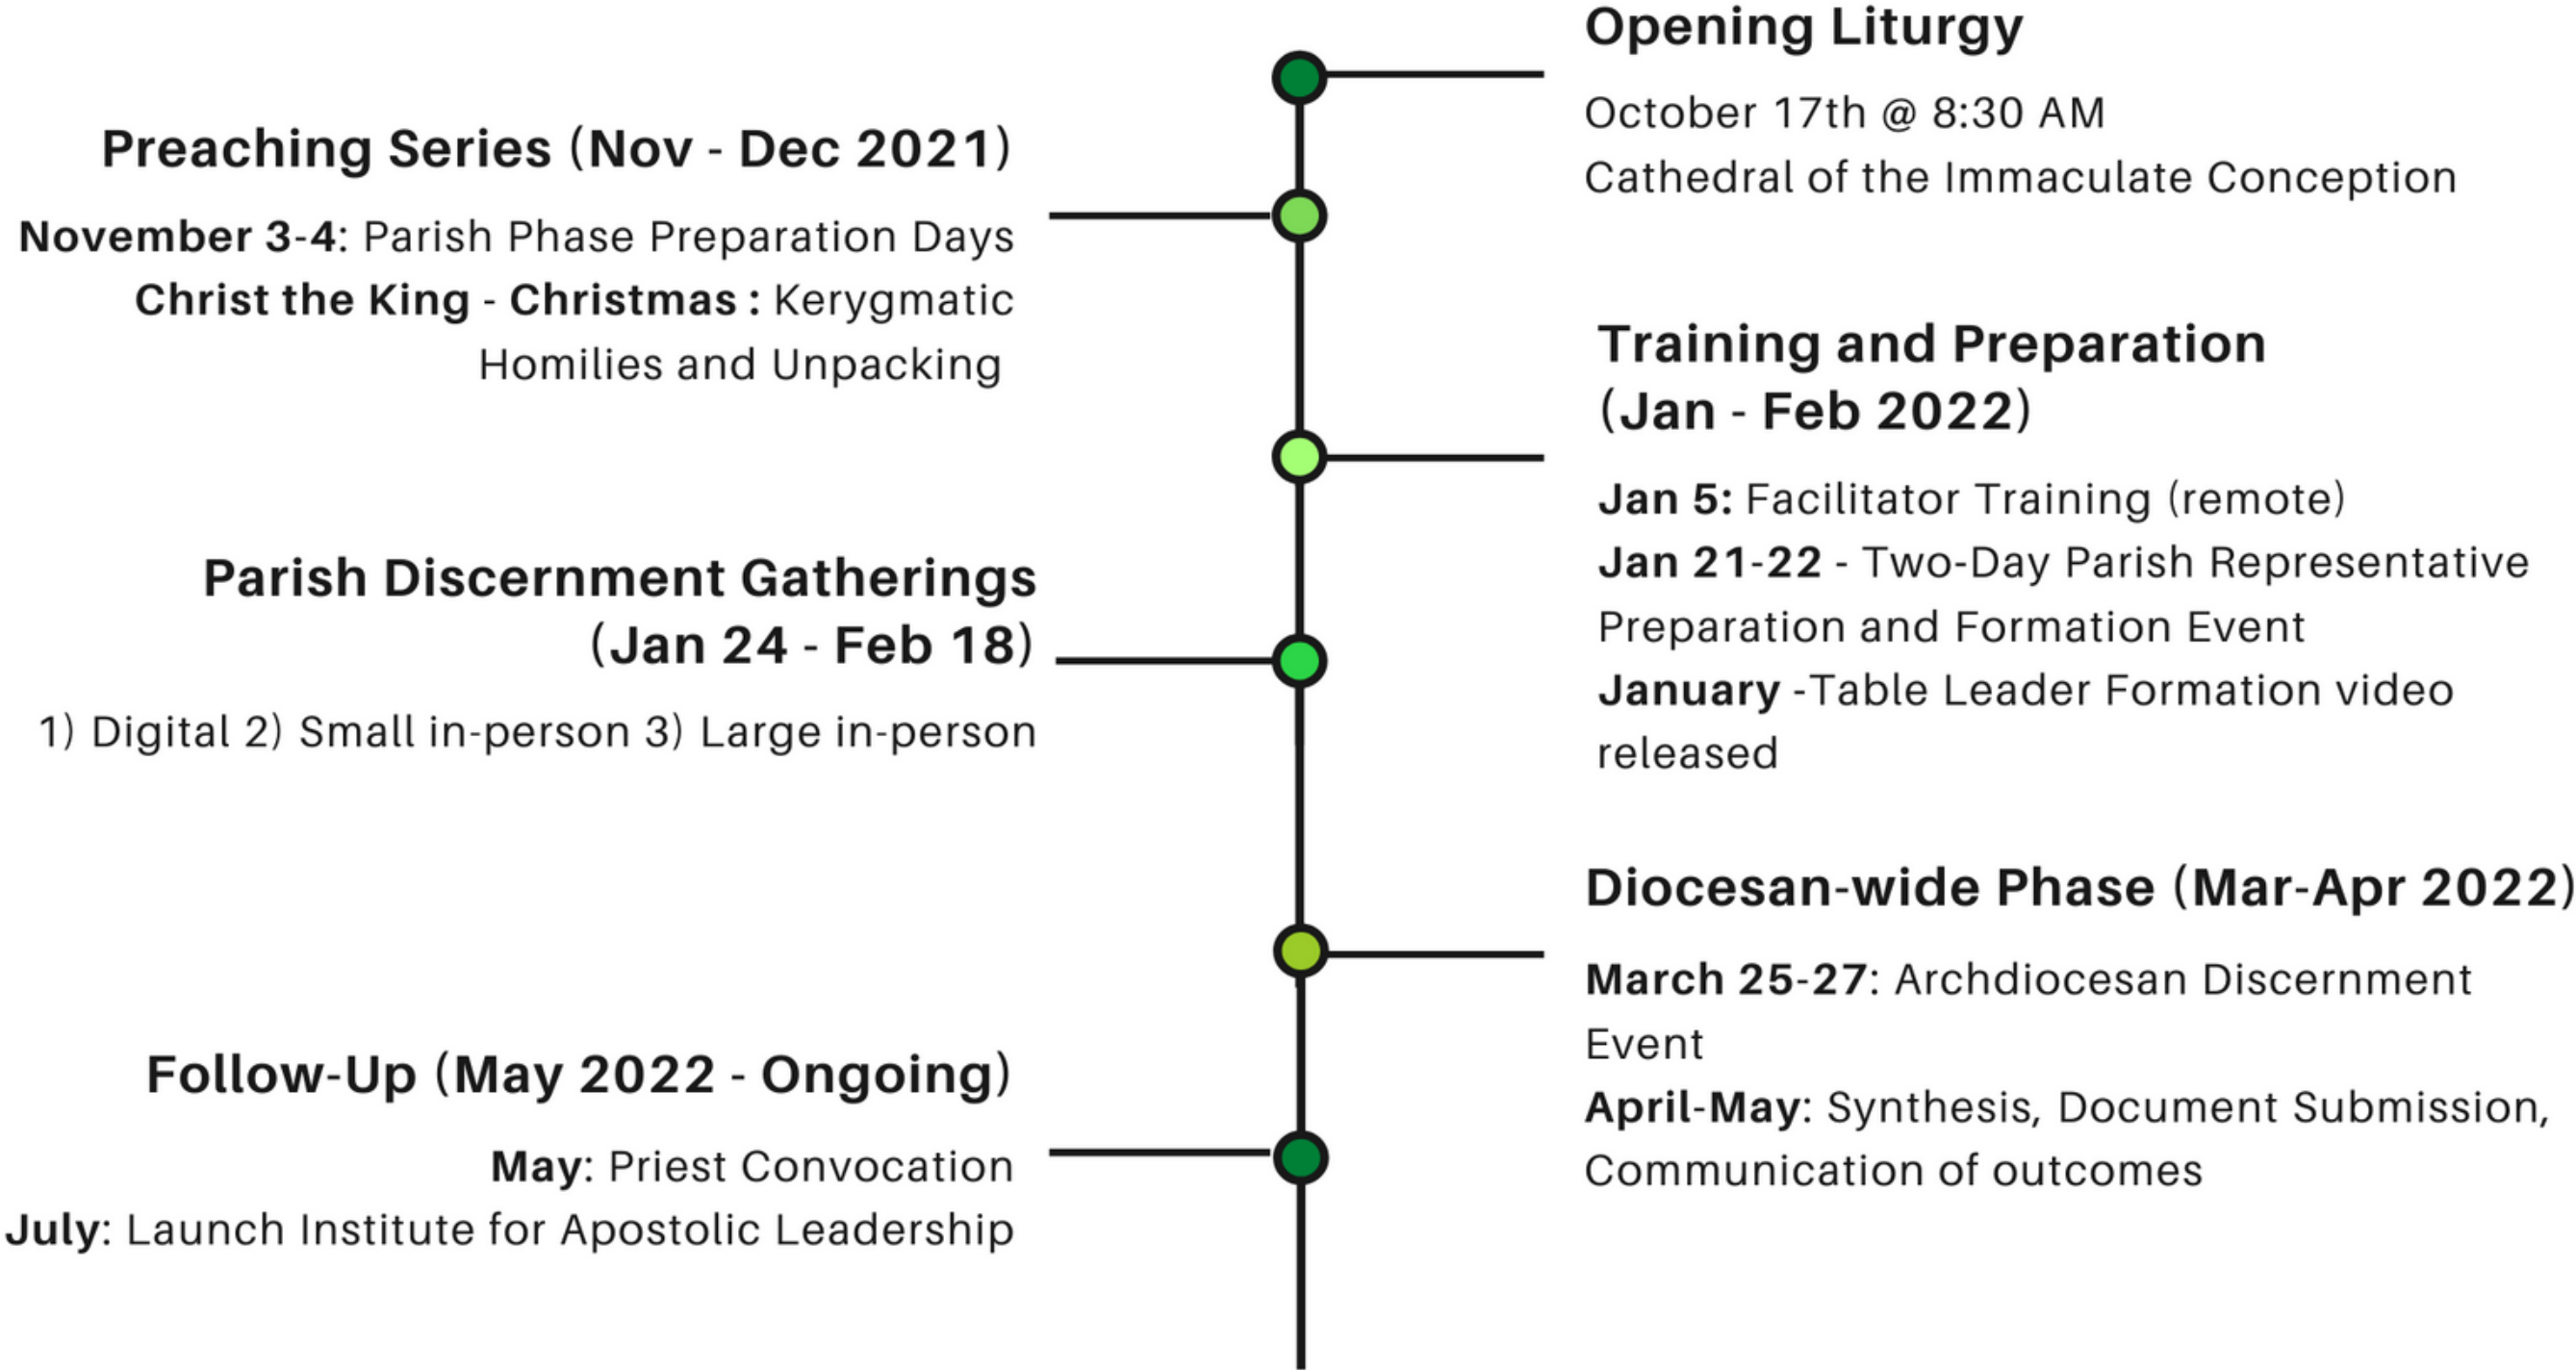 Opening Liturgy
October 17th @ 8:30 AM
Cathedral of the Immaculate Conception
Preaching Series (Nov - Dec 2021)
November 3-4: Parish Phase Preparation Days
Christ the King - Christmas : Kerygmatic
Homilies and Unpacking
Training and Preparation
(Jan - Feb 2022)
Jan 5: Facilitator Training (remote)
Jan 21-22 - Two-Day Parish Representative
Preparation and Formation Event
January -Table Leader Formation video
released
Parish Discernment Gatherings
(Jan 24 - Feb 18)
1) Digital 2) Small in-person 3) Large in-person
Diocesan-wide Phase (Mar-Apr 2022)
March 25-27: Archdiocesan Discernment
Event
April-May: Synthesis, Document Submission,
Communication of outcomes
Follow-Up (May 2022 - Ongoing)
May: Priest Convocation
July: Launch Institute for Apostolic Leadership